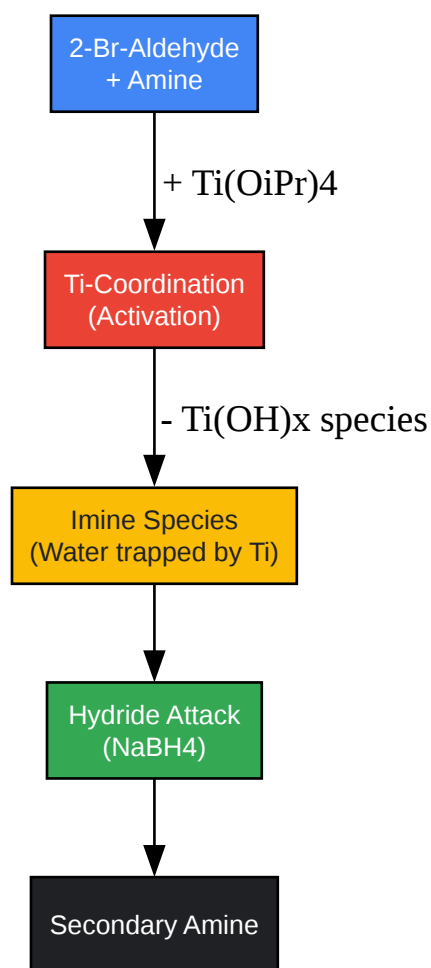 2-Br-Aldehyde
+ Amine
+ Ti(OiPr)4
Ti-Coordination
(Activation)
- Ti(OH)x species
Imine Species
(Water trapped by Ti)
Hydride Attack
(NaBH4)
Secondary Amine